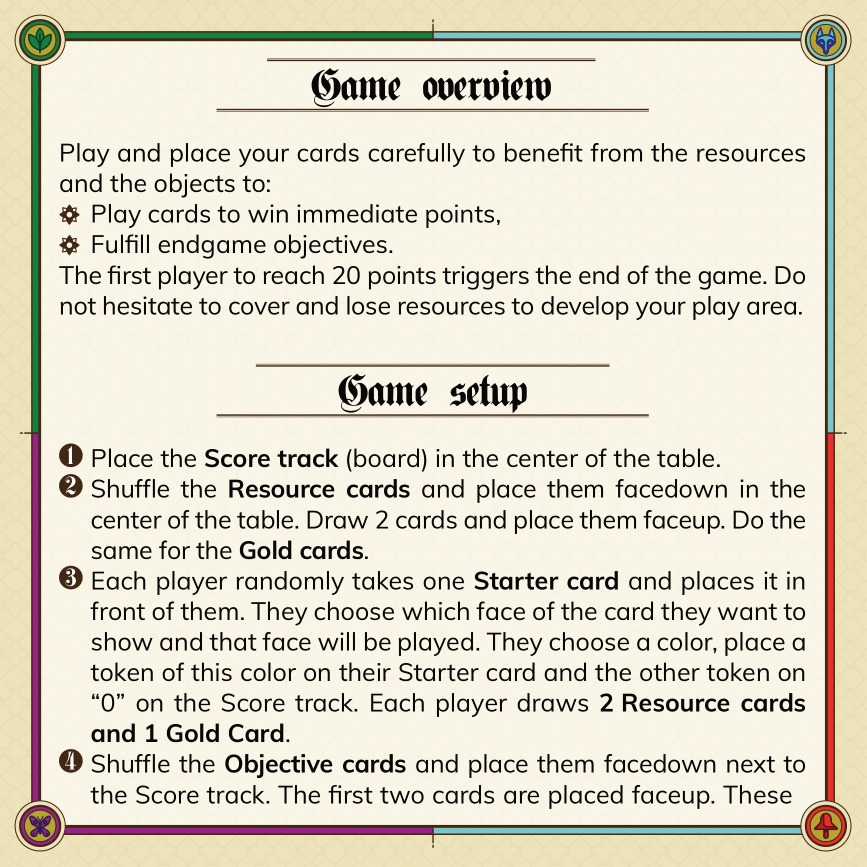 Game overview
Play and place your cards carefully to benefit from the resources
and the objects to:
Play cards to win immediate points,
Fulfill endgame objectives.
The first player to reach 20 points triggers the end of the game. Do
not hesitate to cover and lose resources to develop your play area.
Game setup
1 Place the Score track (board) in the center of the table.
2 Shuffle the Resource cards and place them facedown in the
center of the table. Draw 2 cards and place them faceup. Do the
same for the Gold cards.
3 Each player randomly takes one Starter card and places it in
front of them. They choose which face of the card they want to
show and that face will be played. They choose a color, place a
token of this color on their Starter card and the other token on
“0” on the Score track. Each player draws 2 Resource cards
and 1 Gold Card.
4 Shuffle the Objective cards and place them facedown next to
the Score track. The first two cards are placed faceup. These